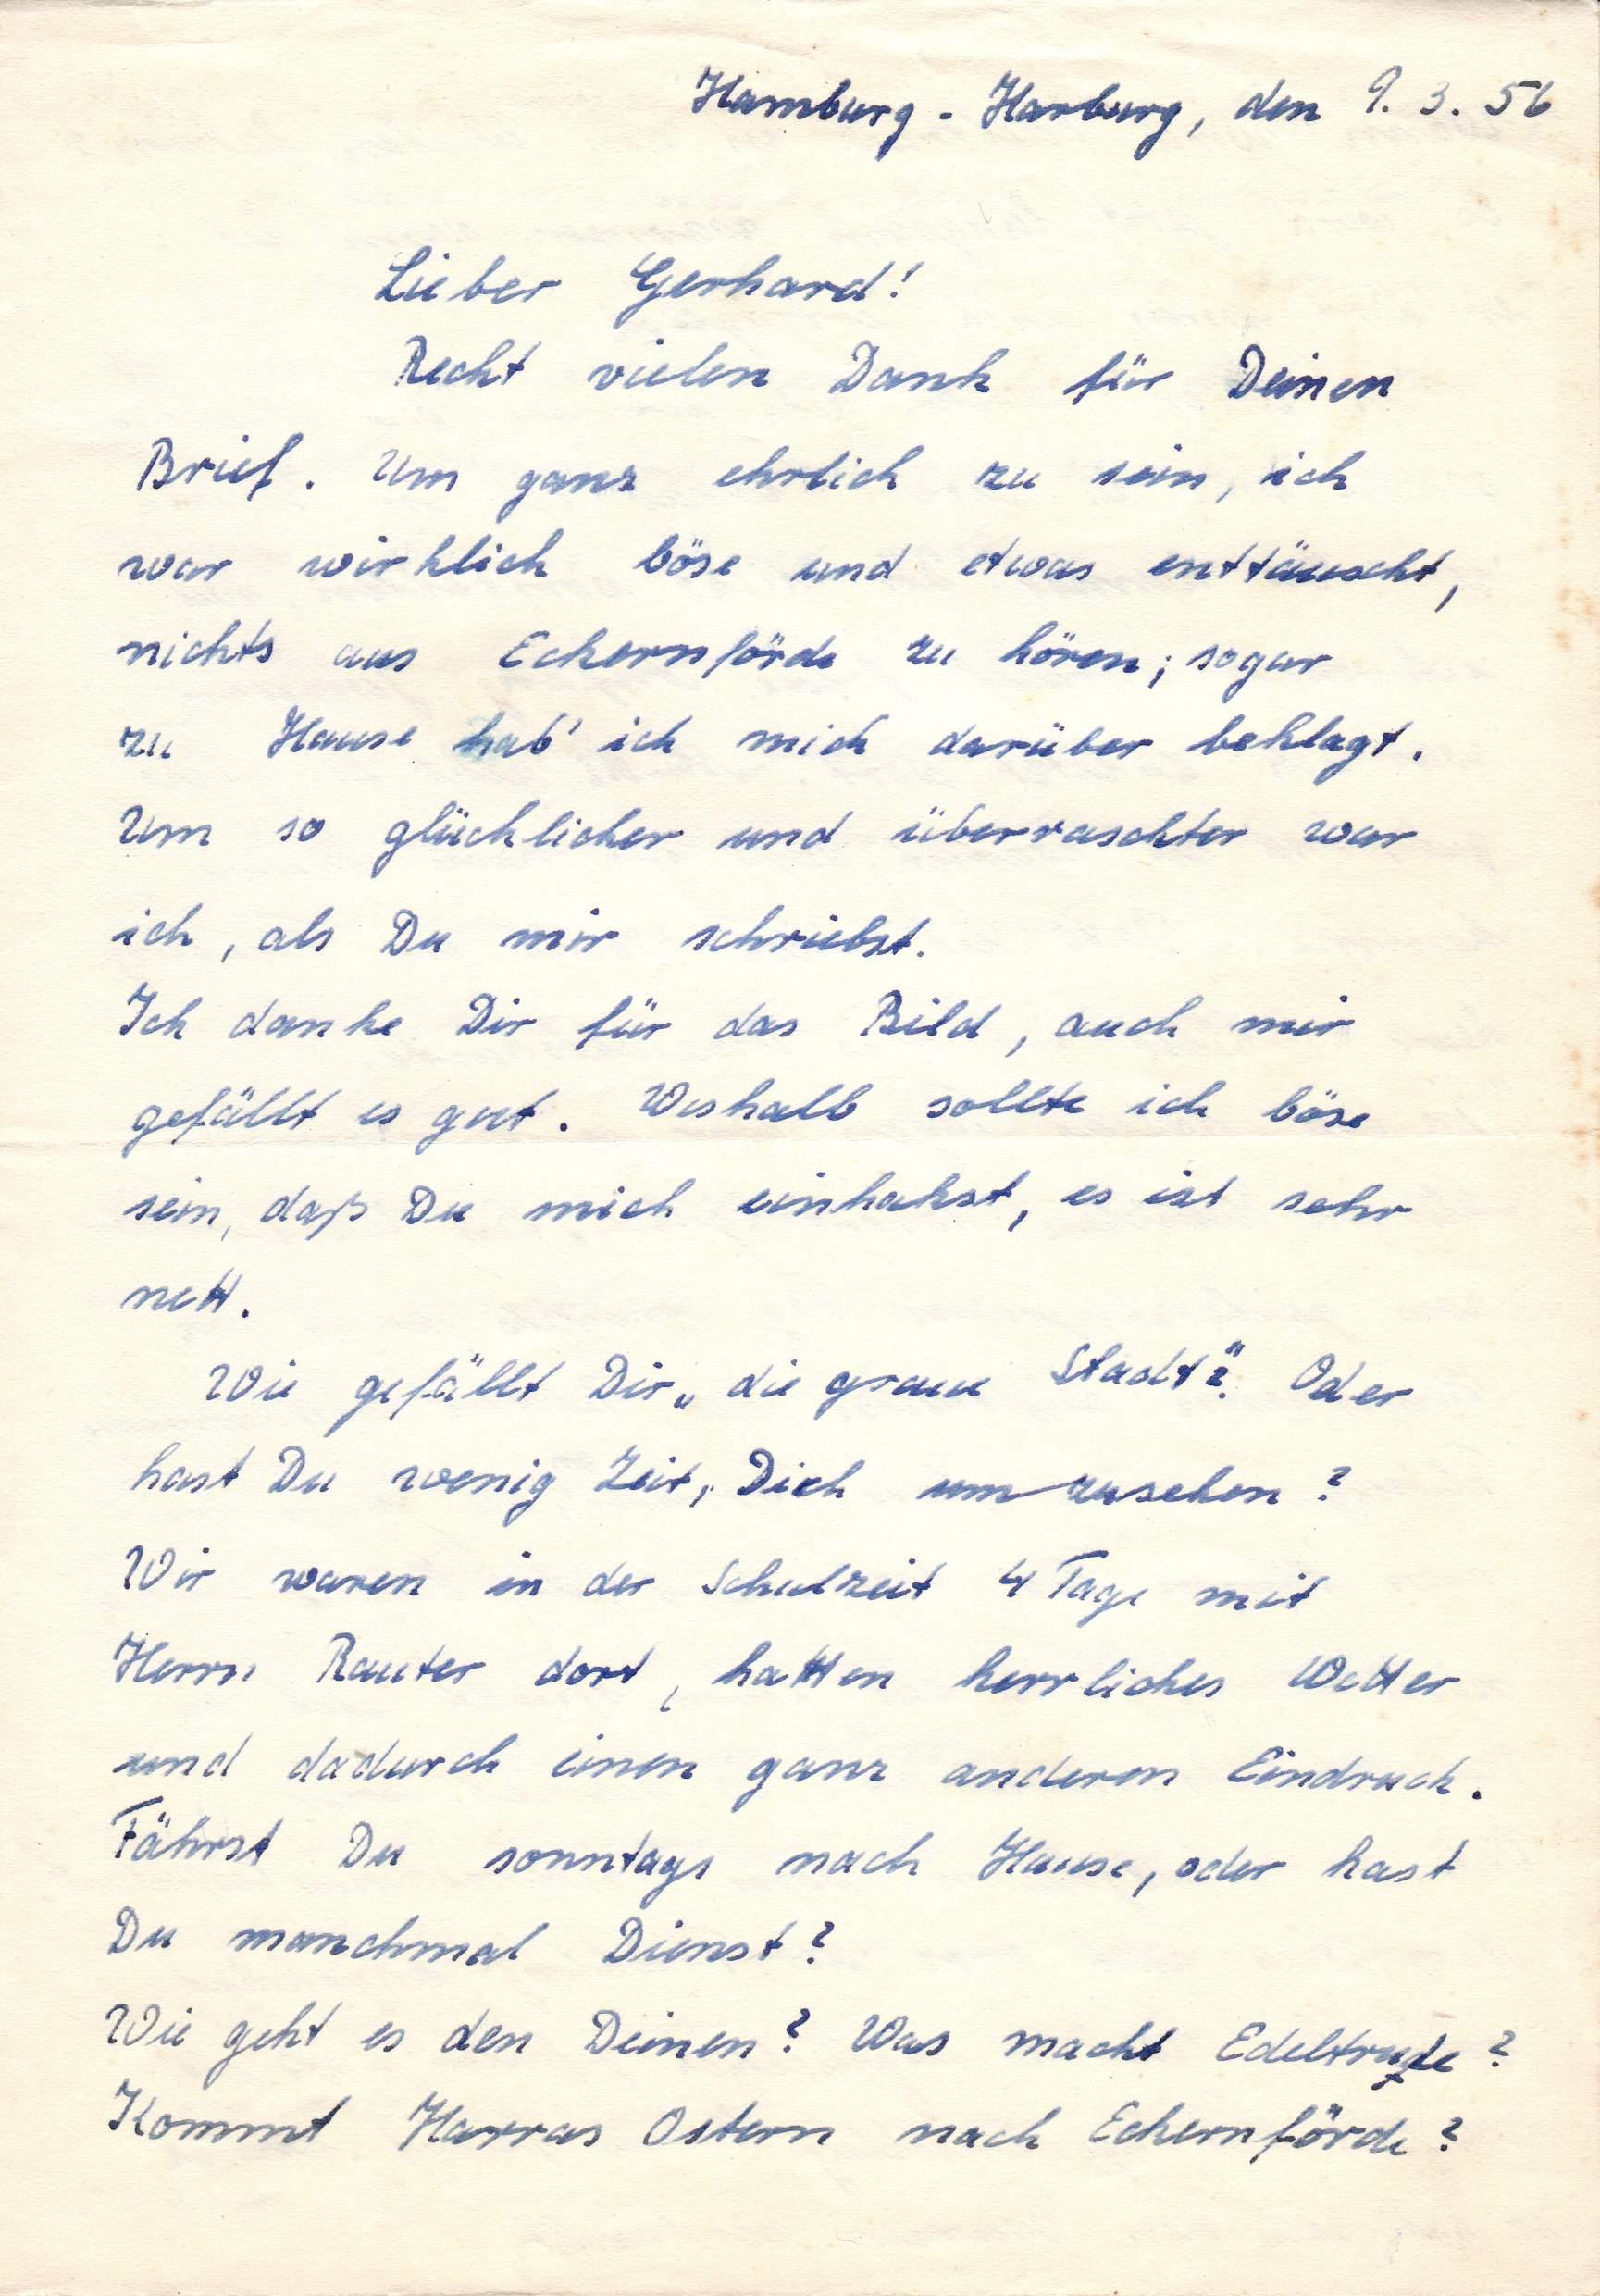 Hamburg - Harburg, den 9. 3. 56
Lieber Gerhard!
Recht vielen Dank für Deinen
Brief. Um ganz ehrlich zu sein, ich
war wirklich böse und etwas enttäuscht,
nichts aus Eckernförde zu hören; sogar
zu Hause hab' ich mich darüber beklagt.
Um so glücklicher und überraschter war
ich, als Du mir schriebst.
Ich danke Dir für das Bild, auch mir
gefällt es gut. Weshalb sollte ich böse
sein, daß Du mich einhakst, es ist sehr
nett.
Wie gefällt Dir „die graue Stadt"? Oder
hast Du wenig Zeit, Dich umzusehen?
Wir waren in der Schulzeit 4 Tage mit
Herrn Rauter dort, hatten herrliches Wetter
und dadurch einen ganz anderen Eindruck.
Fährst Du sonntags nach Hause, oder hast
Du manchmal Dienst?
Wie geht es den Deinen? Was macht Edeltrude?
Kommt Harras Ostern nach Eckernförde?